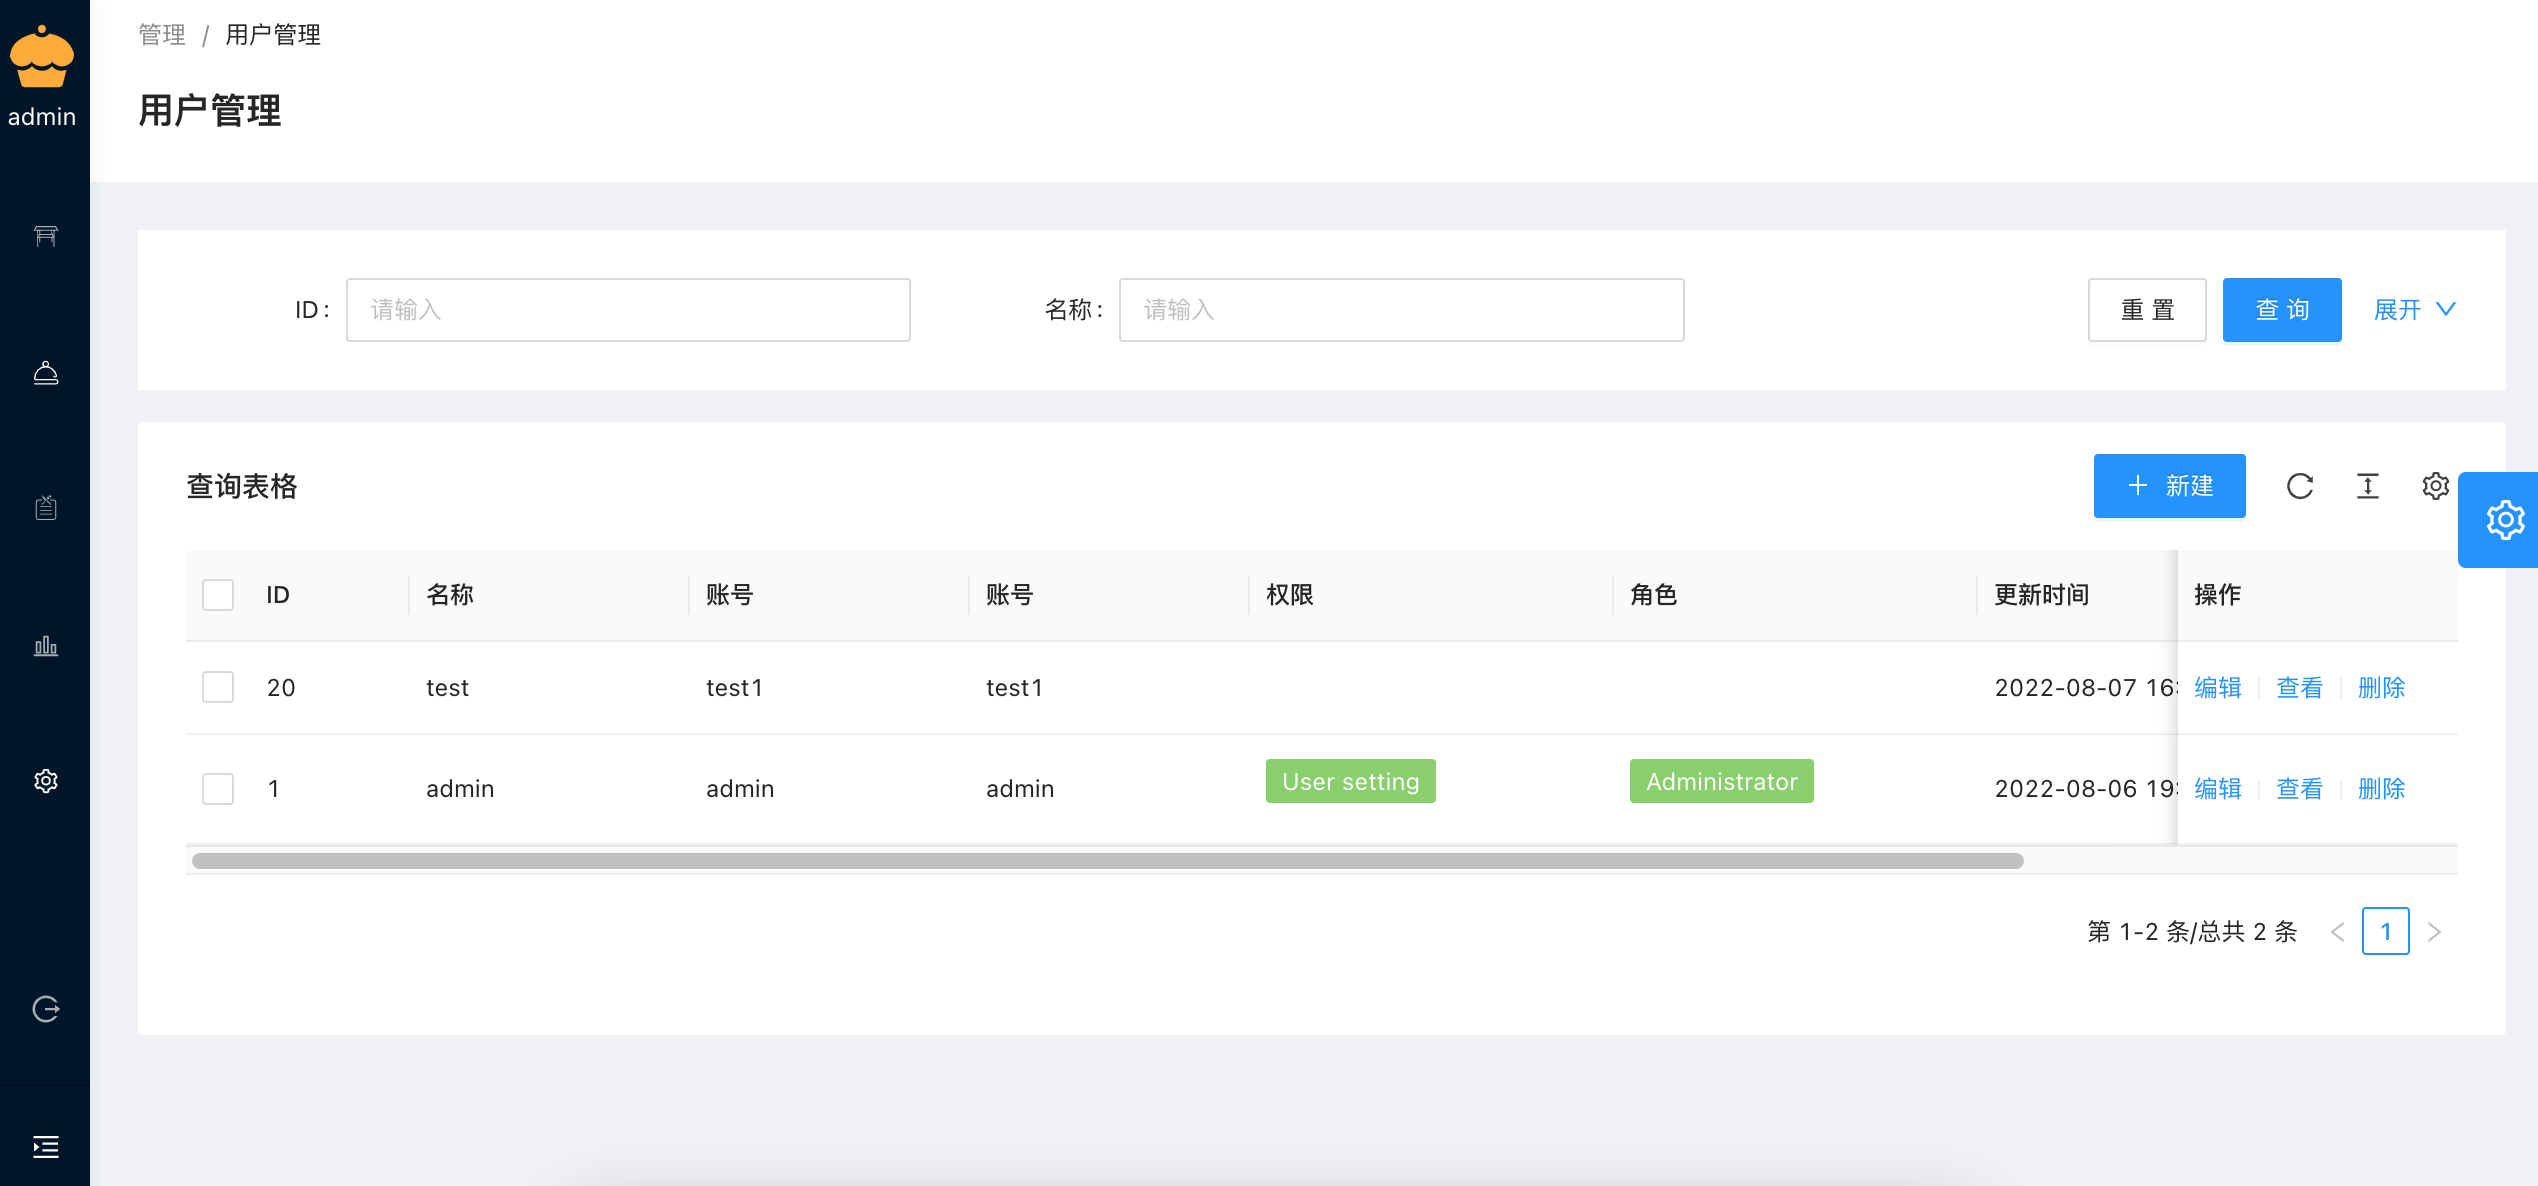 admin
管理 / 用户管理
用户管理
ID : 请输入 名称 : 请输入 重 置 查 询 展开
查询表格 + 新建
ID 名称 账号 账号 权限 角色 更新时间 操作
20 test test1 test1 2022-08-07 16: 编辑 查看 删除
1 admin admin admin User setting Administrator 2022-08-06 19: 编辑 查看 删除
第 1-2 条/总共 2 条 < 1 >